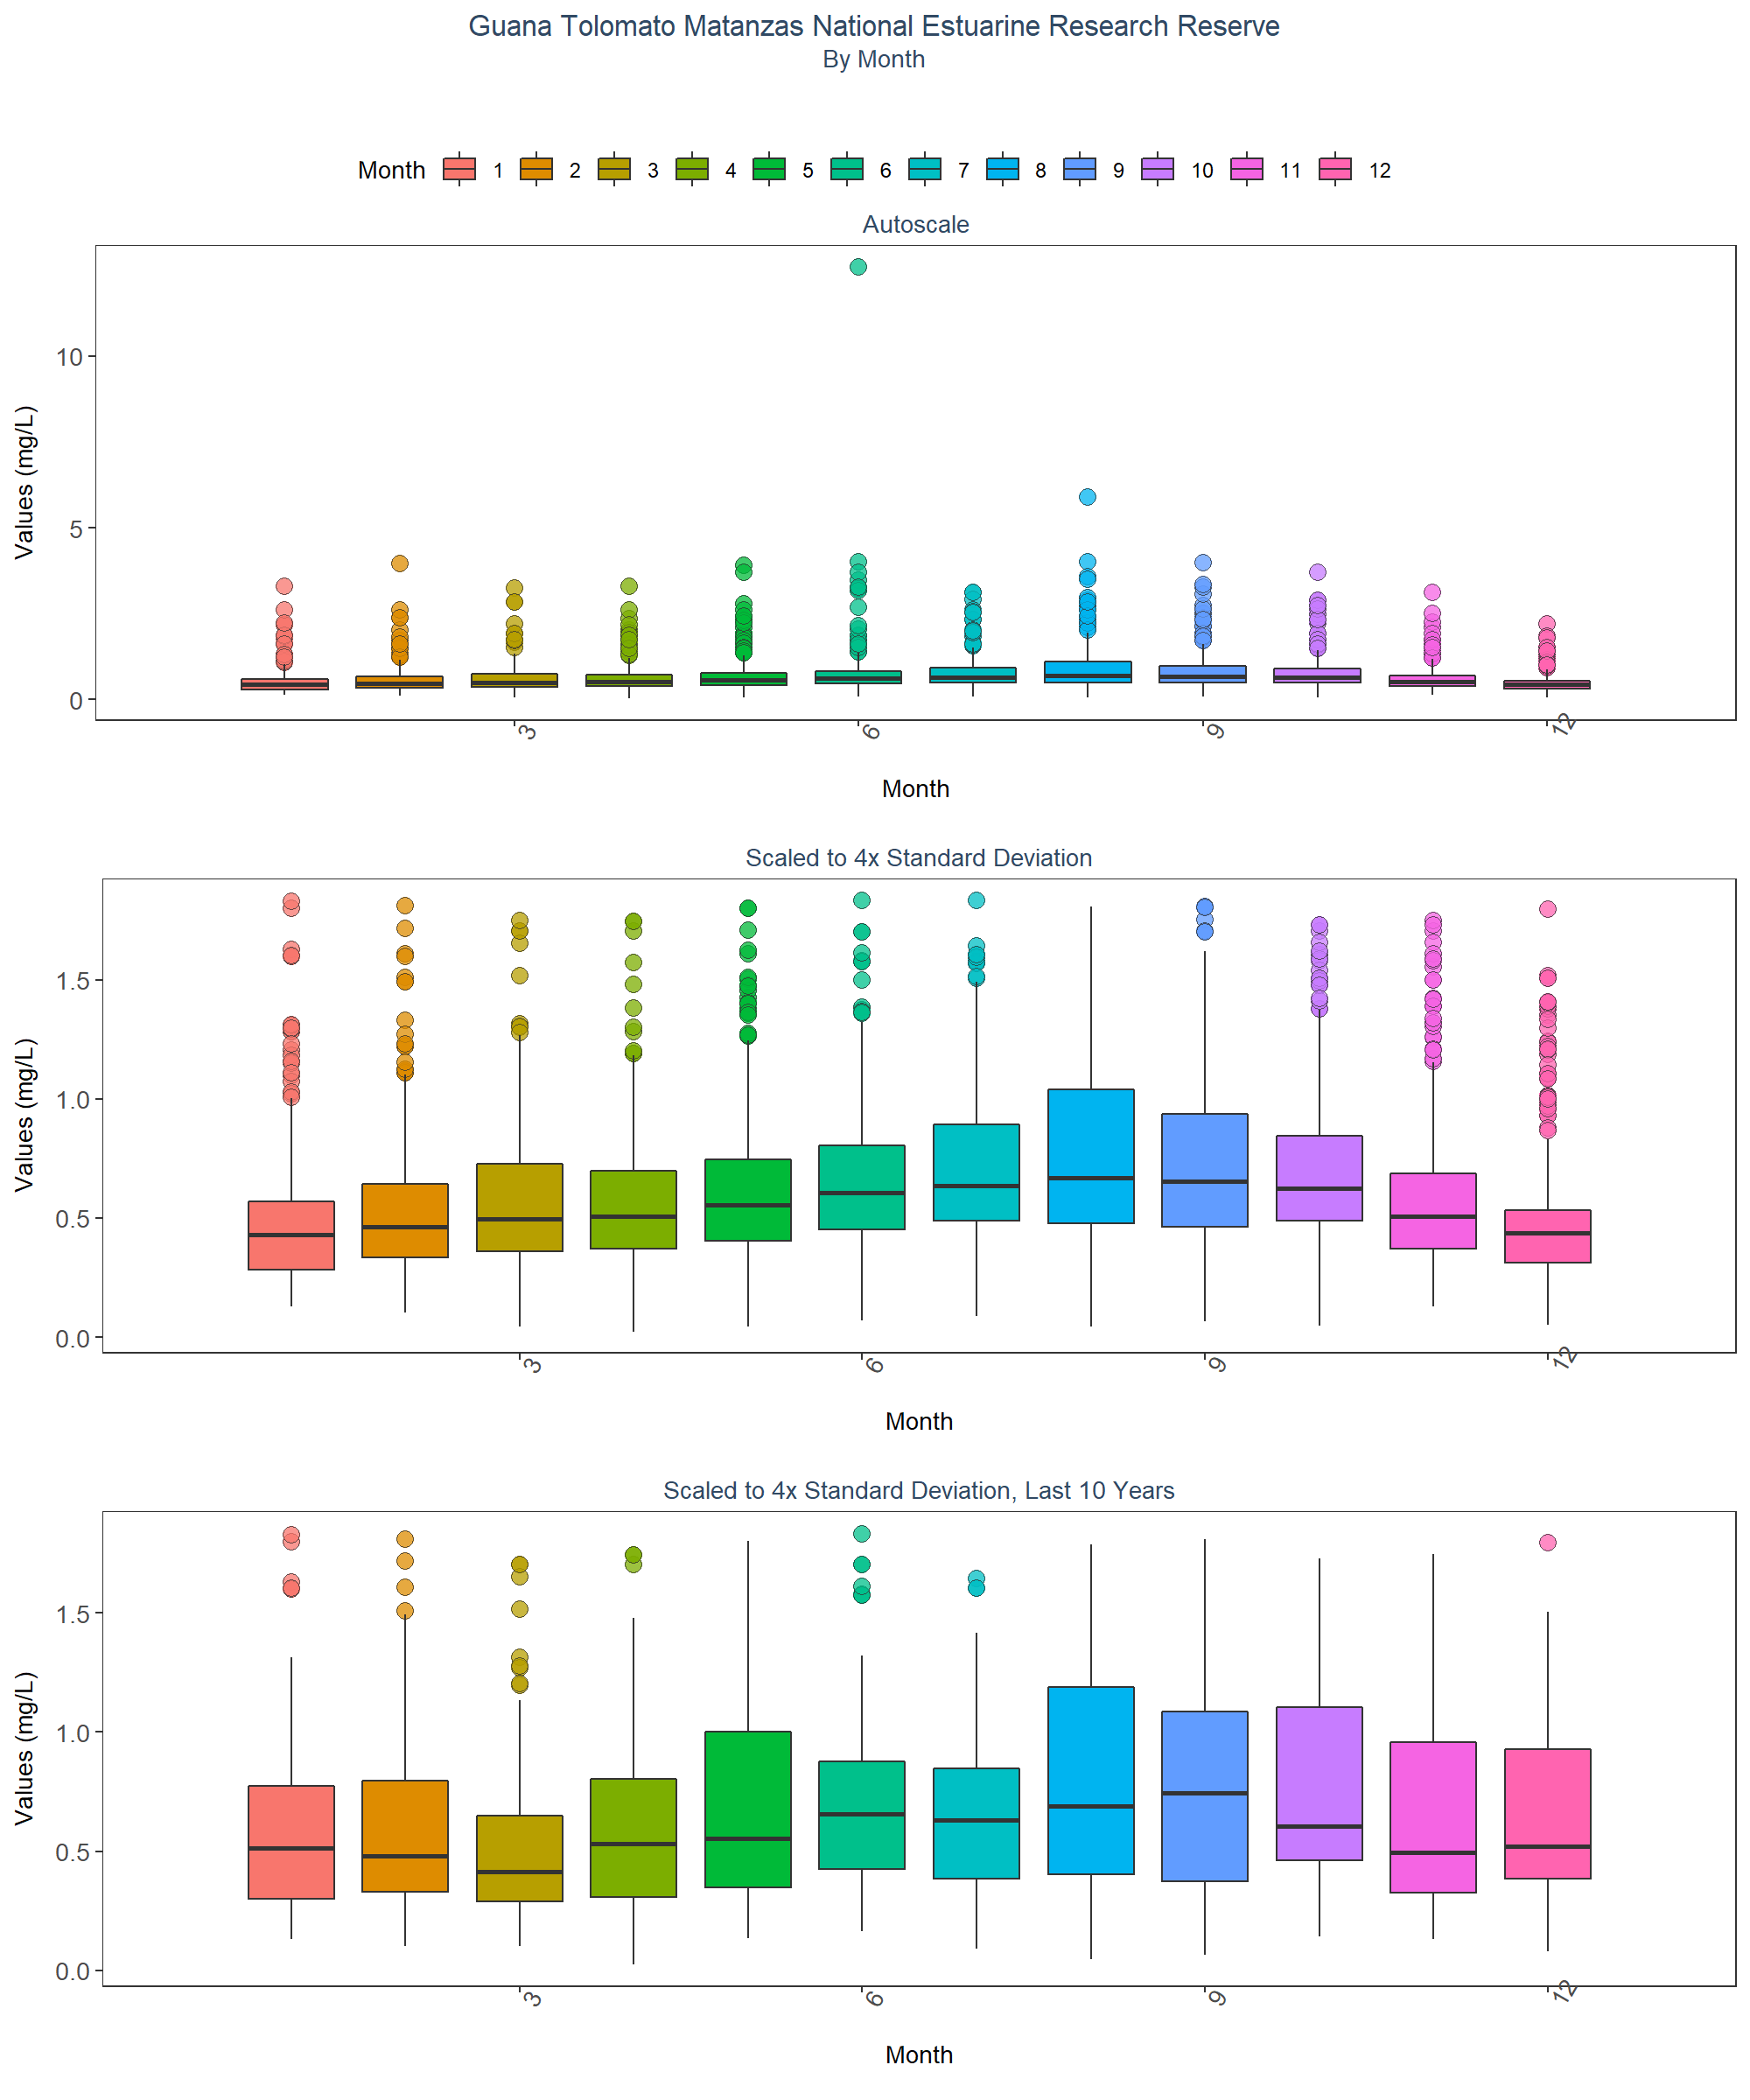 Guana Tolomato Matanzas National Estuarine Research Reserve
By Month
Month 1 2 3 4 5 6 7 8 9 10 11 12
Autoscale
Values (mg/L)
10
5
0
3 6 9 12
Month
Scaled to 4x Standard Deviation
Values (mg/L)
1.5
1.0
0.5
0.0
3 6 9 12
Month
Scaled to 4x Standard Deviation, Last 10 Years
Values (mg/L)
1.5
1.0
0.5
0.0
3 6 9 12
Month